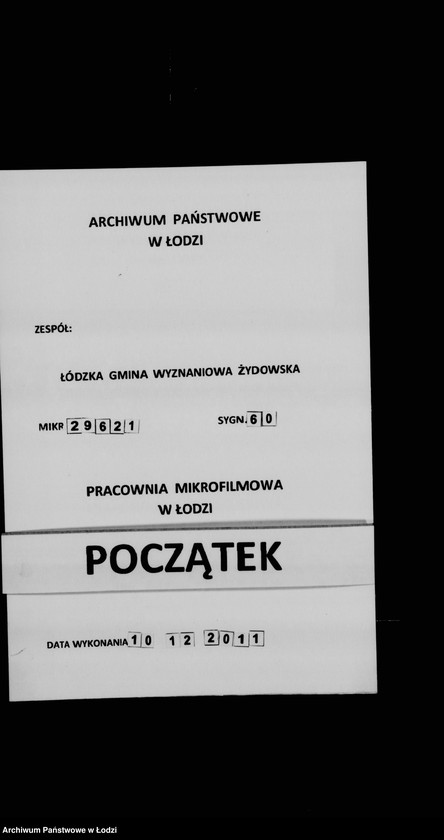 ARCHIWUM PAŃSTWOWE
W ŁODZI
ZESPÓŁ:
ŁÓDZKA GMINA WYZNANIOWA ŻYDOWSKA
MIKR 29621 SYGN. 60
PRACOWNIA MIKROFILMOWA
W ŁODZI
POCZĄTEK
DATA WYKONANIA 10 12 2011
Archiwum Państwowe w Łodzi